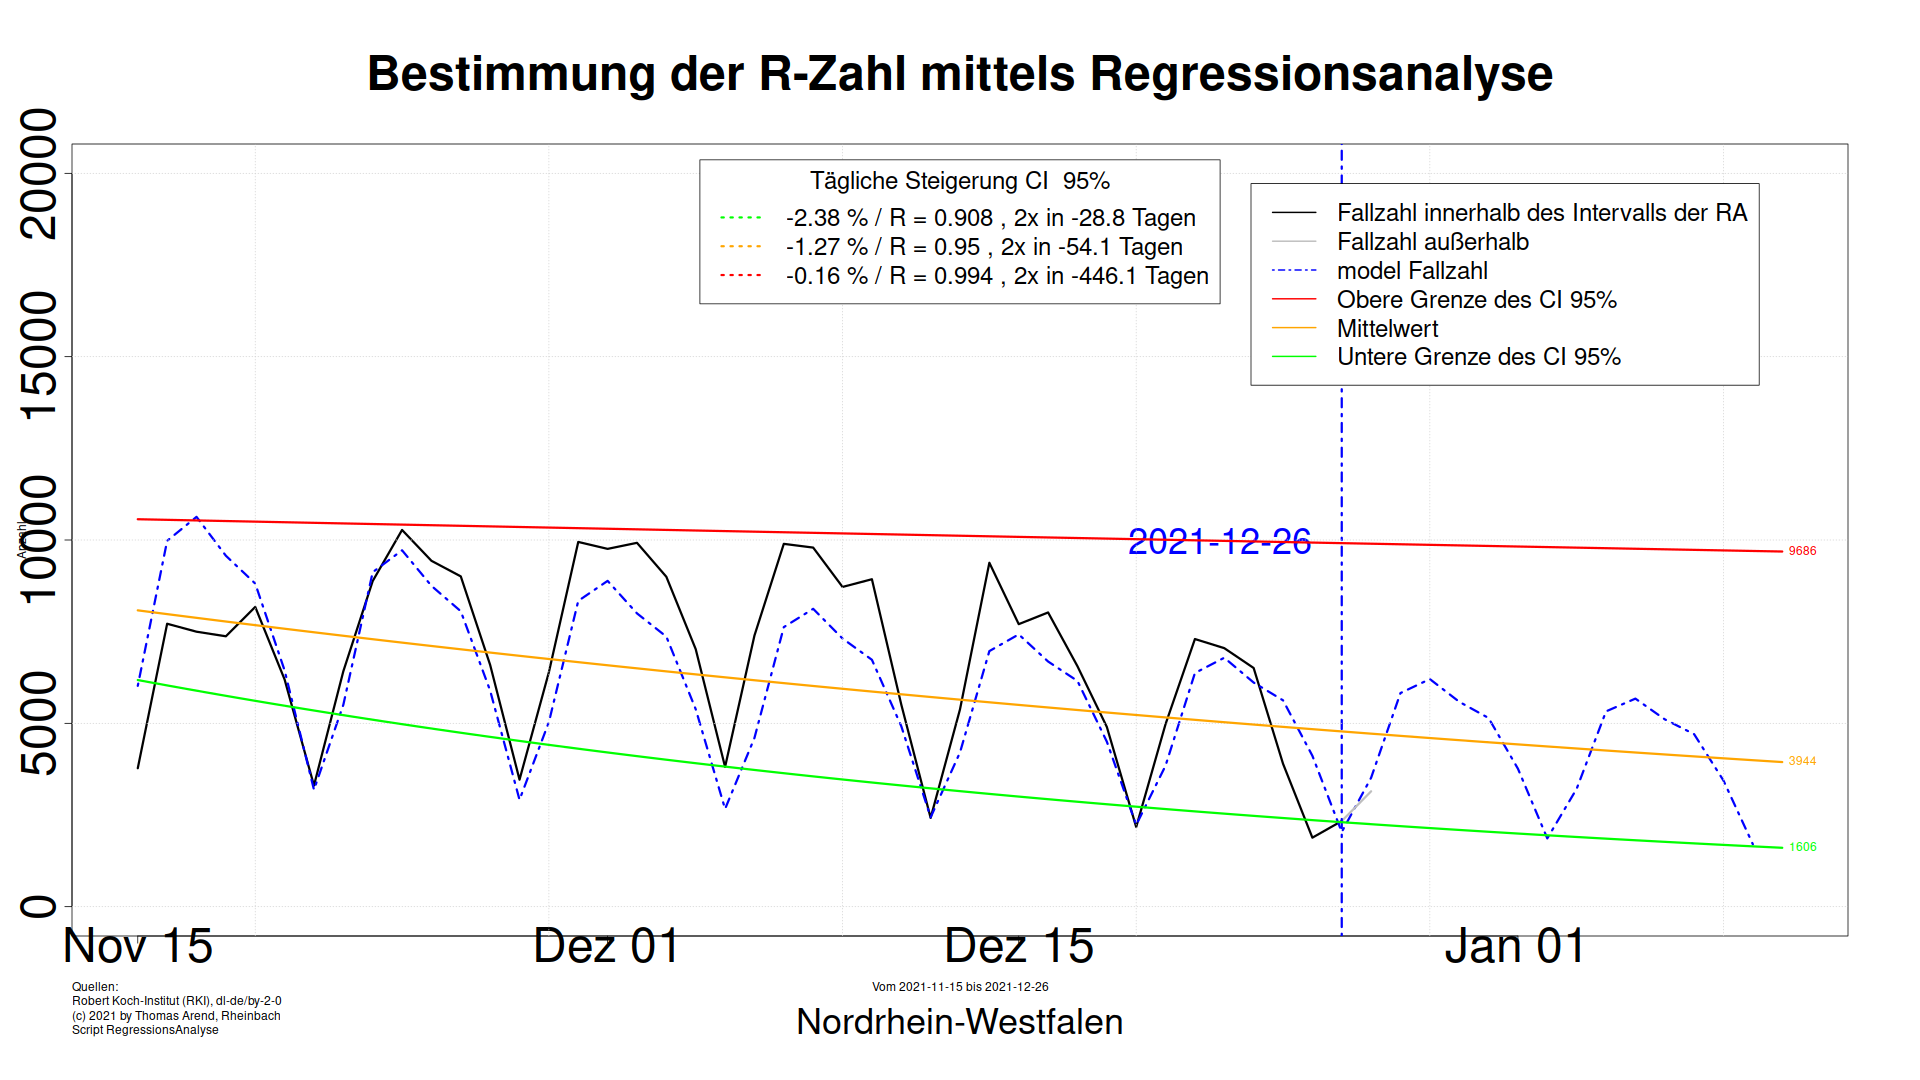 Bestimmung der R-Zahl mittels Regressionsanalyse
Anzahl
20000
15000
10000
5000
0
Tägliche Steigerung CI  95%
-2.38 % / R = 0.908 , 2x in -28.8 Tagen
-1.27 % / R = 0.95 , 2x in -54.1 Tagen
-0.16 % / R = 0.994 , 2x in -446.1 Tagen
Fallzahl innerhalb des Intervalls der RA
Fallzahl außerhalb
model Fallzahl
Obere Grenze des CI 95%
Mittelwert
Untere Grenze des CI 95%
2021-12-26
9686
3944
1606
Nov 15
Dez 01
Dez 15
Jan 01
Quellen:
Robert Koch-Institut (RKI), dl-de/by-2-0
(c) 2021 by Thomas Arend, Rheinbach
Script RegressionsAnalyse
Vom 2021-11-15 bis 2021-12-26
Nordrhein-Westfalen